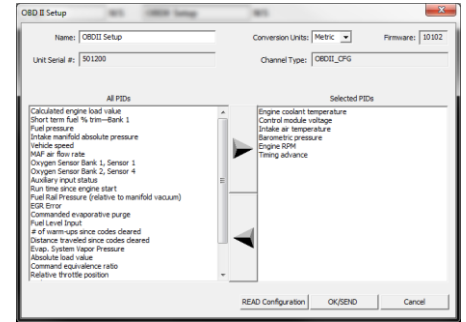 OBD II Setup
Name: OBDII Setup
Conversion Units: Metric
Firmware: 10102
Unit Serial #: 501200
Channel Type: OBDII_CFG
All PIDs
Calculated engine load value
Short term fuel % trim—Bank 1
Fuel pressure
Intake manifold absolute pressure
Vehicle speed
MAF air flow rate
Oxygen Sensor Bank 1, Sensor 1
Oxygen Sensor Bank 2, Sensor 4
Auxiliary input status
Run time since engine start
Fuel Rail Pressure (relative to manifold vacuum)
EGR Error
Commanded evaporative purge
Fuel Level Input
# of warm-ups since codes cleared
Distance traveled since codes cleared
Evap. System Vapor Pressure
Absolute load value
Command equivalence ratio
Relative throttle position
Selected PIDs
Engine coolant temperature
Control module voltage
Intake air temperature
Barometric pressure
Engine RPM
Timing advance
READ Configuration
OK/SEND
Cancel